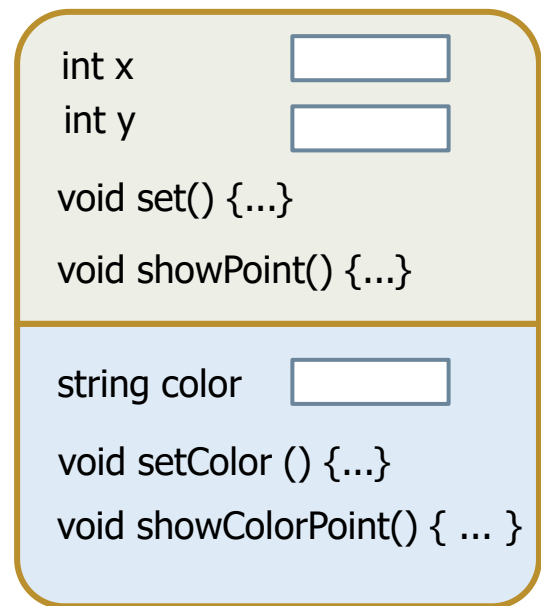 int x
int y
void set() {...}
void showPoint() {...}
string color
void setColor () {...}
void showColorPoint() { ... }